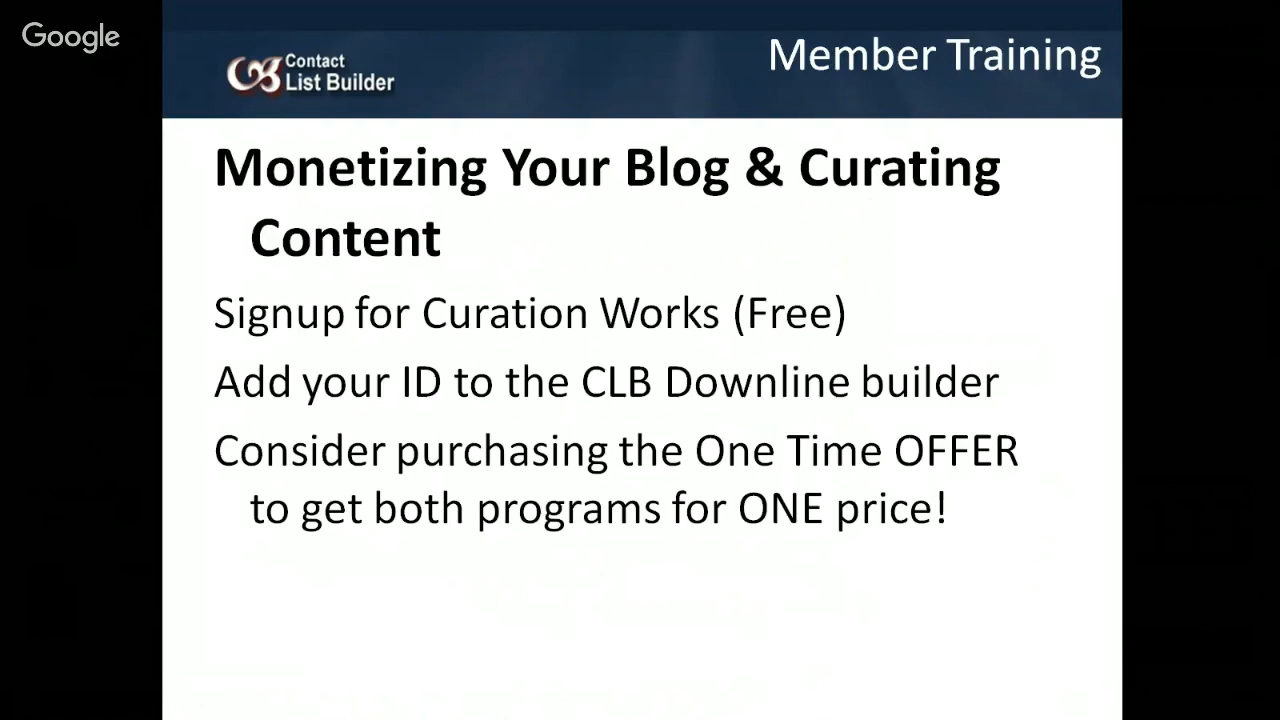 Google
Contact
List Builder
Member Training
Monetizing Your Blog & Curating
Content
Signup for Curation Works (Free)
Add your ID to the CLB Downline builder
Consider purchasing the One Time OFFER
to get both programs for ONE price!